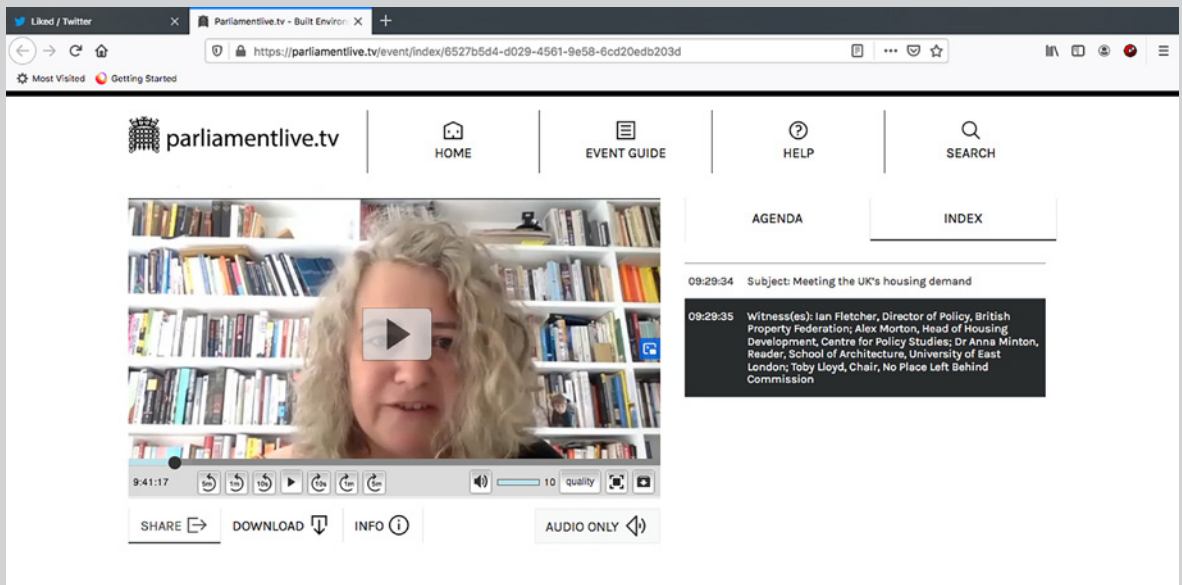 Liked / Twitter
Parliamentlive.tv - Built Environ
https://parliamentlive.tv/event/index/6527b5d4-d029-4561-9e58-6cd20edb203d
Most Visited
Getting Started
parliamentlive.tv
HOME
EVENT GUIDE
HELP
SEARCH
AGENDA
INDEX
09:29:34 Subject: Meeting the UK's housing demand
09:29:35 Witness(es): Ian Fletcher, Director of Policy, British
Property Federation; Alex Morton, Head of Housing
Development, Centre for Policy Studies; Dr Anna Minton,
Reader, School of Architecture, University of East
London; Toby Lloyd, Chair, No Place Left Behind
Commission
9:41:17
5m
1m
10s
10s
1m
5m
10
quality
SHARE
DOWNLOAD
INFO
AUDIO ONLY